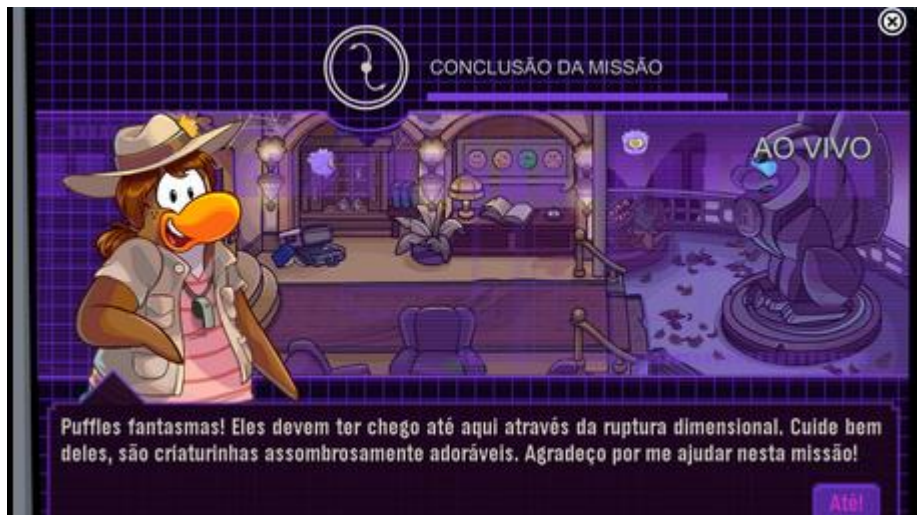 CONCLUSÃO DA MISSÃO
AO VIVO
Puffles fantasmas! Eles devem ter chego até aqui através da ruptura dimensional. Cuide bem
deles, são criaturinhas assombrosamente adoráveis. Agradeço por me ajudar nesta missão!
Até!